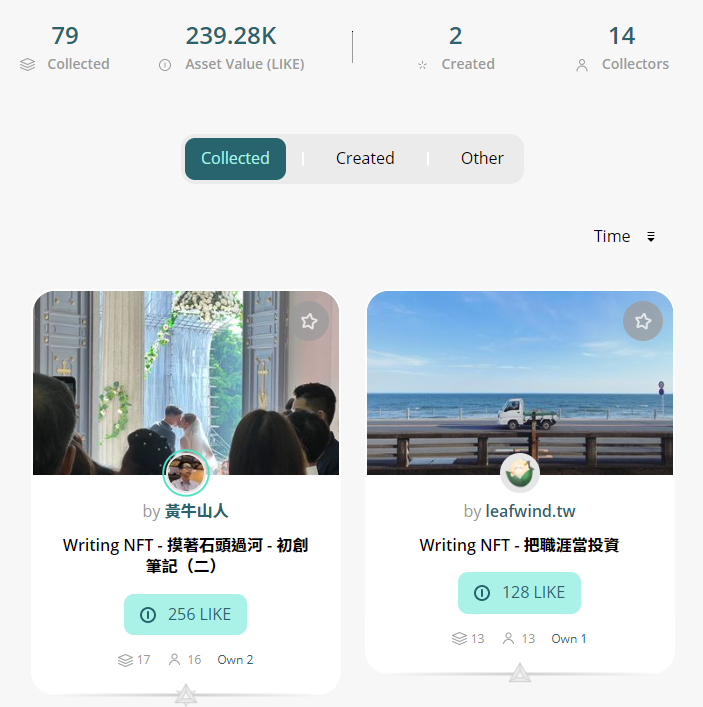 79 239.28K 2 14
Collected Asset Value (LIKE) Created Collectors
Collected Created Other
Time
by 黃牛山人
Writing NFT - 摸著石頭過河 - 初創
筆記（二）
256 LIKE
17 16 Own 2
by leafwind.tw
Writing NFT - 把職涯當投資
128 LIKE
13 13 Own 1